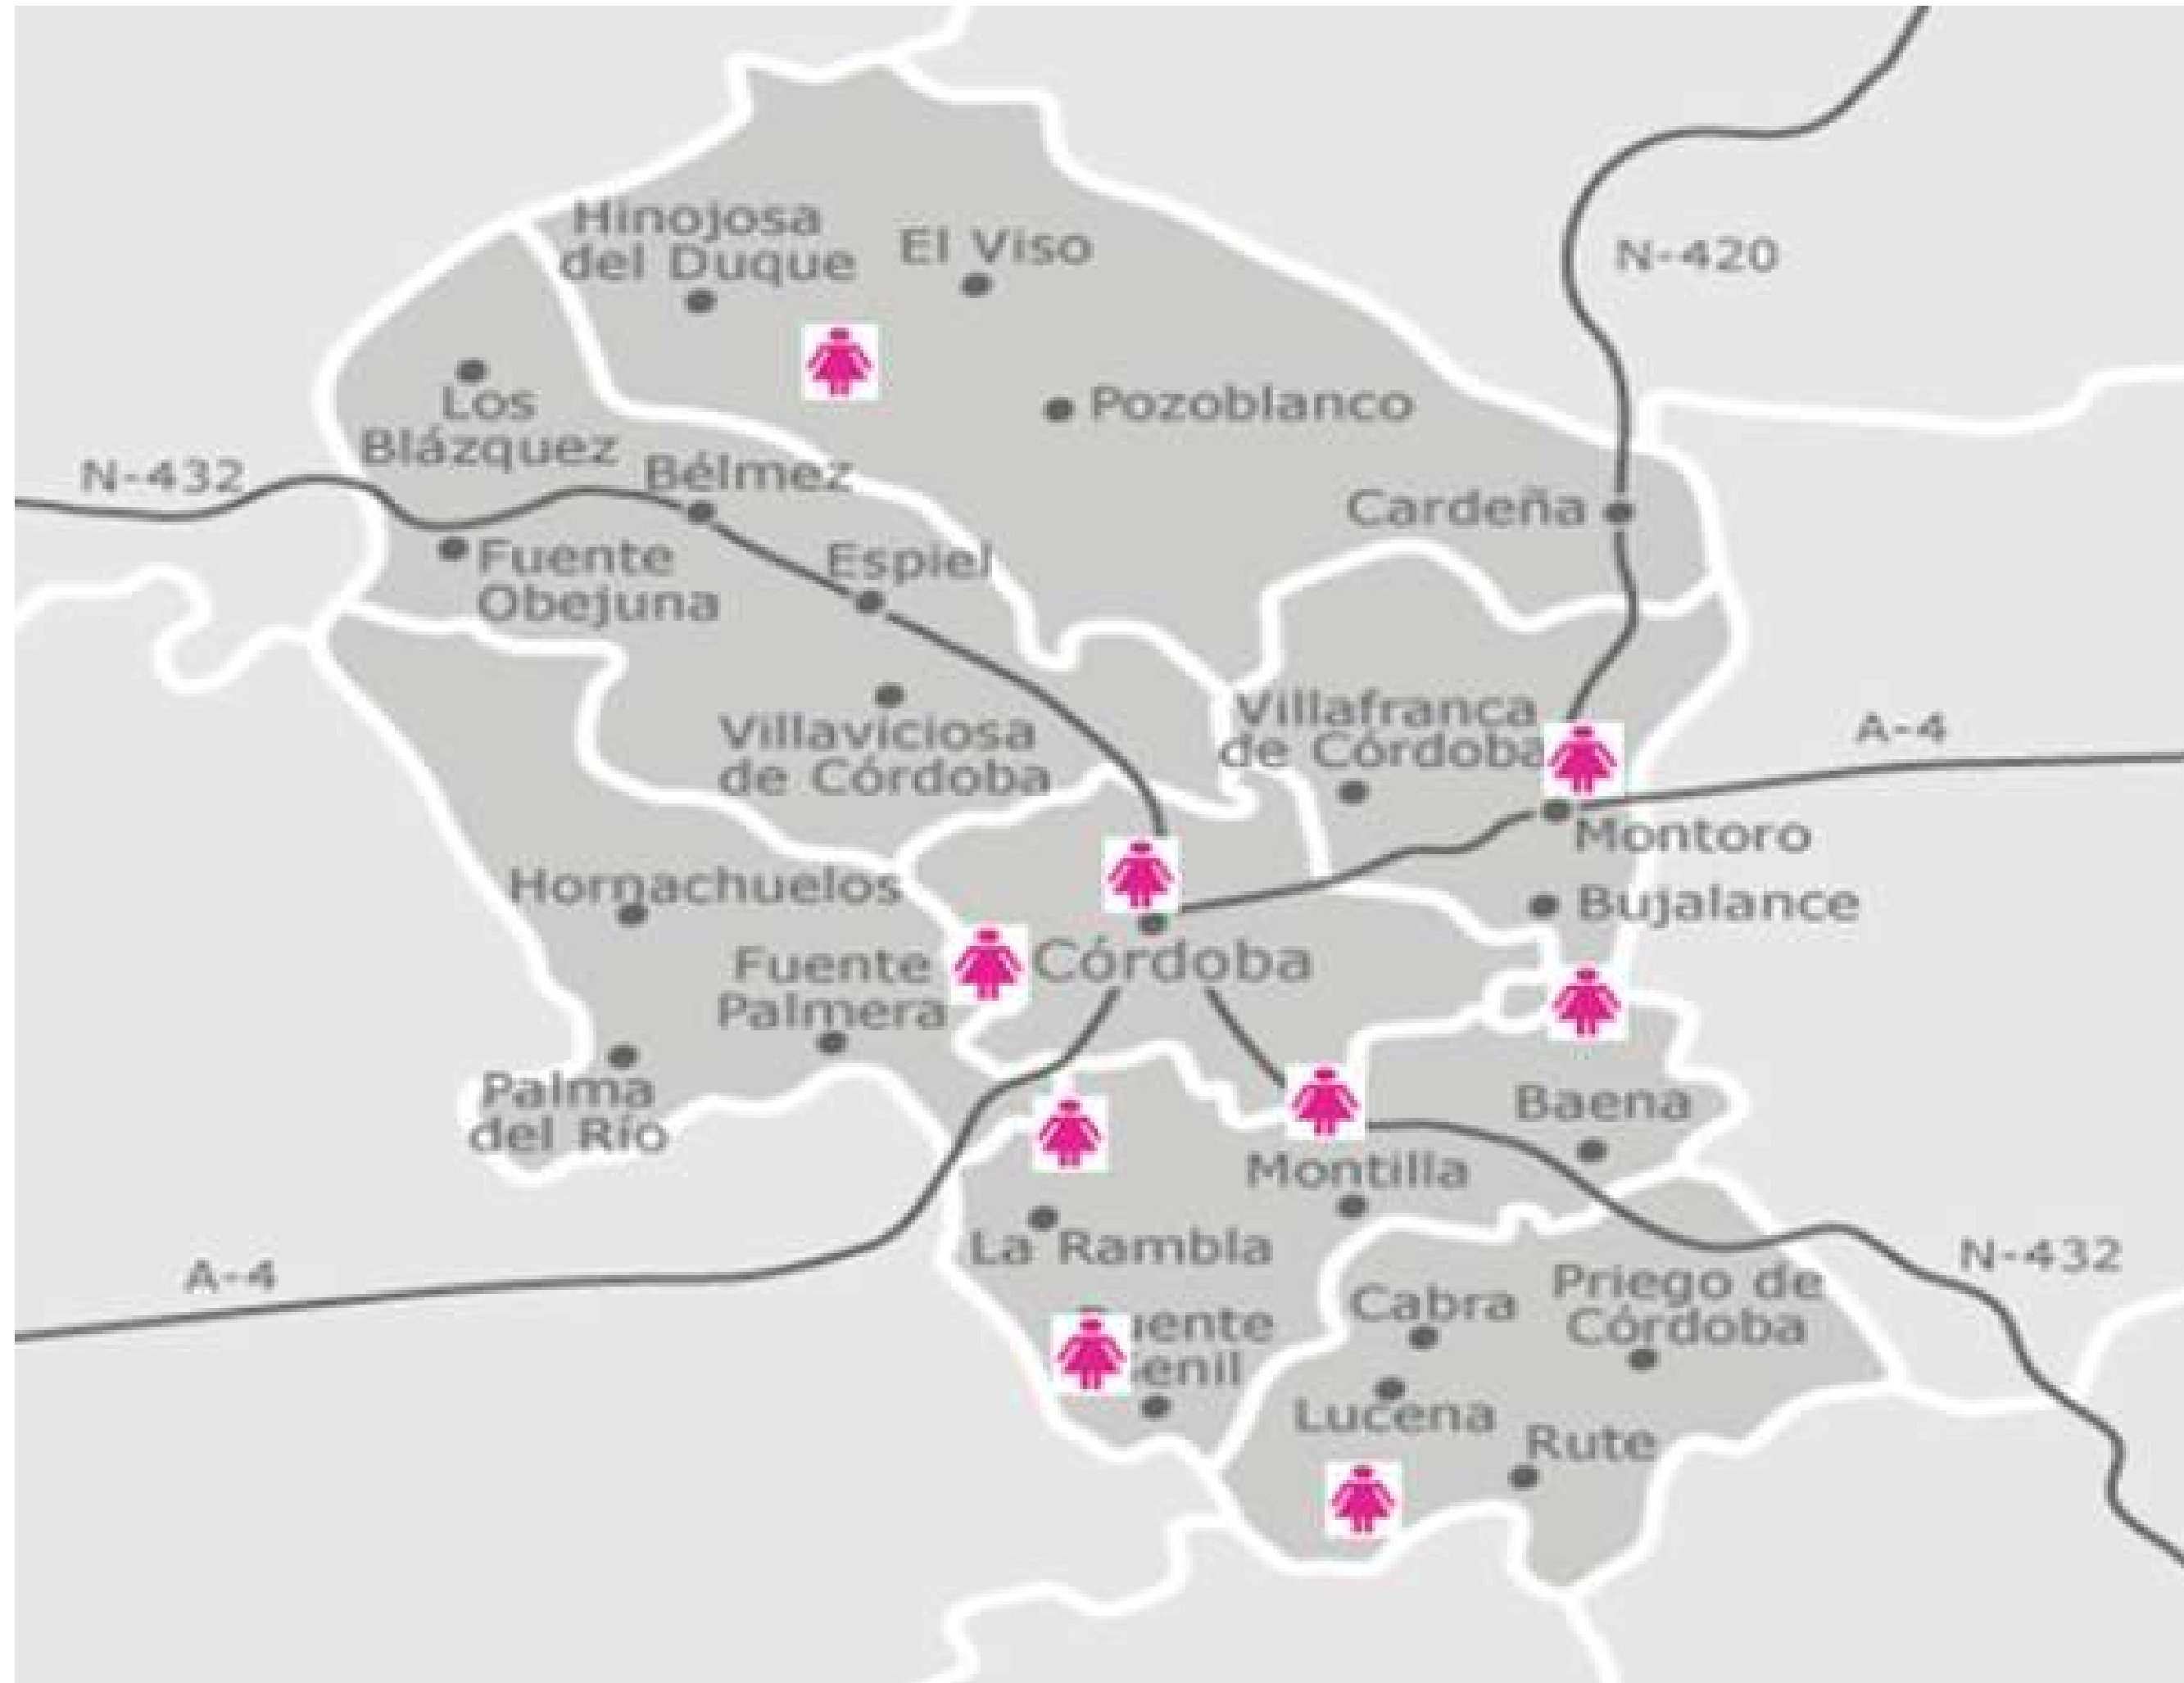 Hinojosa
del Duque
El Viso
N-420
Los
Blázquez
Pozoblanco
N-432
Bélmez
Cardeña
Fuente
Obejuna
Espiel
Villaviciosa
de Córdoba
Villafranca
de Córdoba
A-4
Montoro
Hornachuelos
Bujalance
Fuente
Palmera
Córdoba
Palma
del Río
Baena
Montilla
La Rambla
A-4
N-432
Priego de
Córdoba
Cabra
Lucena
Rute